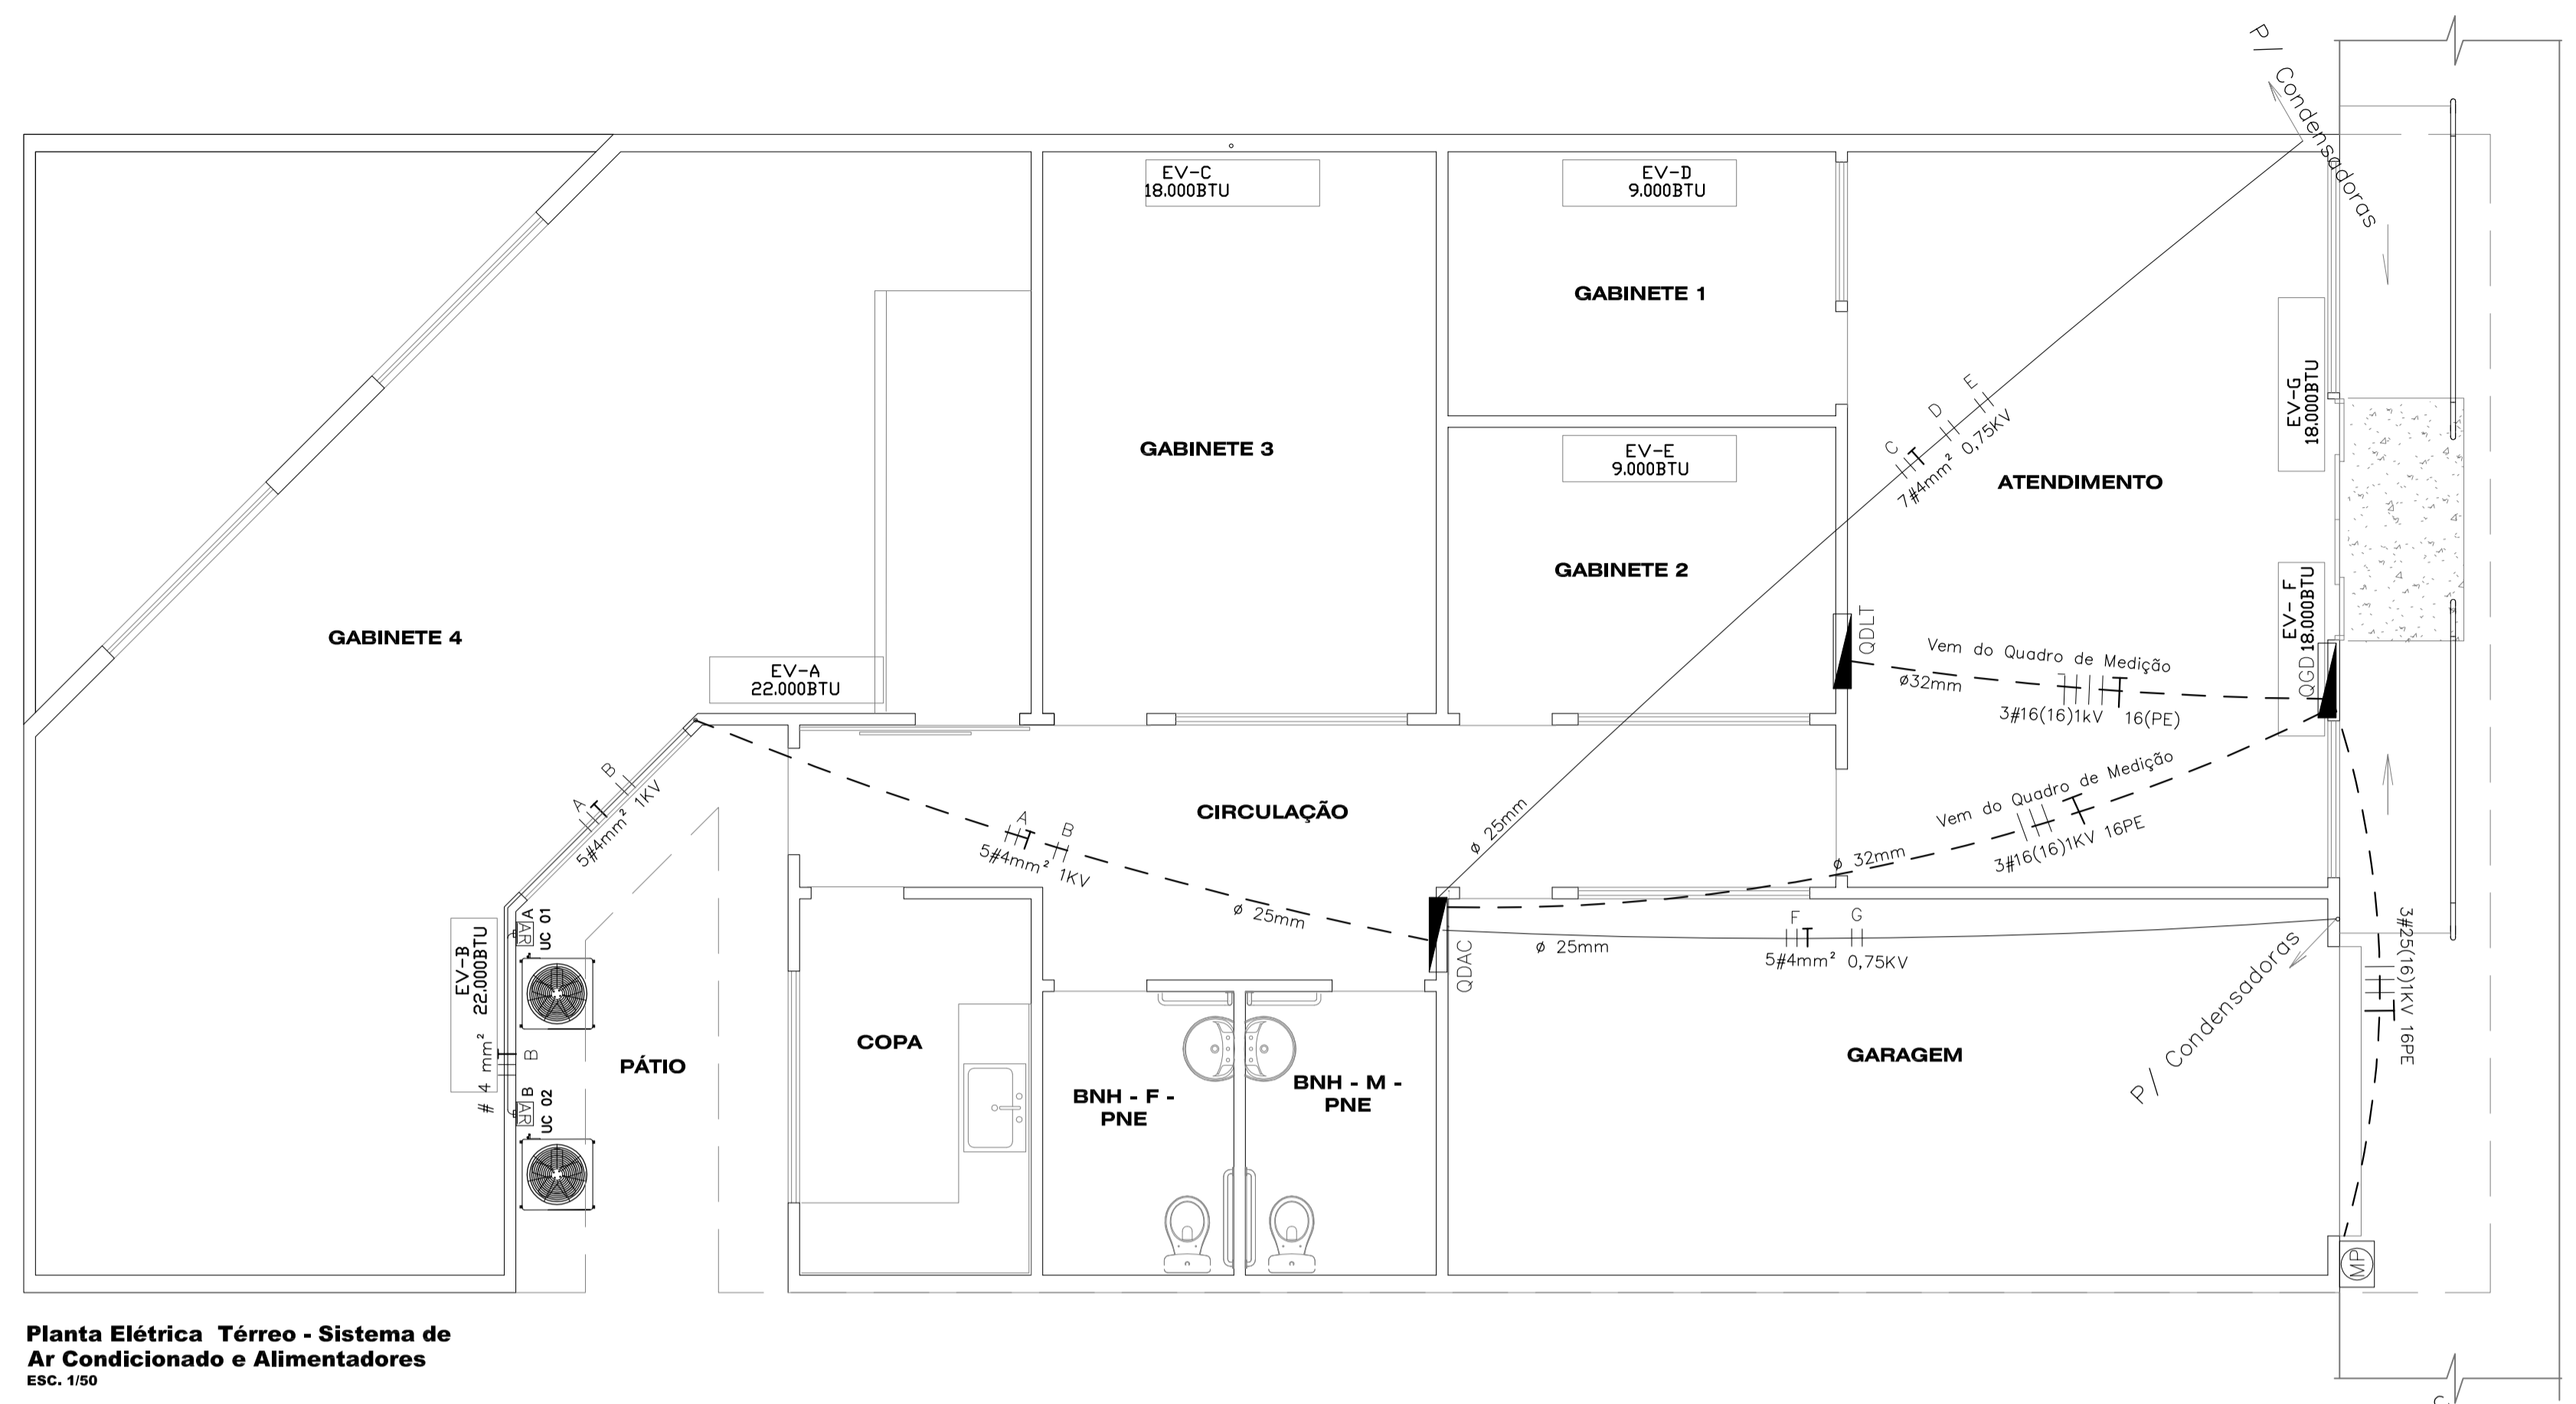 P/ Condensadoras
EV-C
18.000BTU
EV-D
9.000BTU
GABINETE 1
EV-G
18.000BTU
C D E
7#4mm² 0,75KV
GABINETE 3
EV-E
9.000BTU
ATENDIMENTO
GABINETE 2
GABINETE 4
EV-A
22.000BTU
QDLT
Vem do Quadro de Medição
ø32mm
3#16(16)1kV 16(PE)
EV- F
18.000BTU
QGD
A B
5#4mm² 1KV
CIRCULAÇÃO
A B
5#4mm² 1KV
ø 25mm
ø 25mm
Vem do Quadro de Medição
ø 32mm
3#16(16)1KV 16PE
QDAC
F G
ø 25mm
5#4mm² 0,75KV
3#25(16)1KV 16PE
P/ Condensadoras
EV-B
22.000BTU
A
AR
UC 01
# 4 mm²
B
B
AR
UC 02
PÁTIO
COPA
BNH - F -
PNE
BNH - M -
PNE
GARAGEM
MP
Planta Elétrica Térreo - Sistema de
Ar Condicionado e Alimentadores
ESC. 1/50